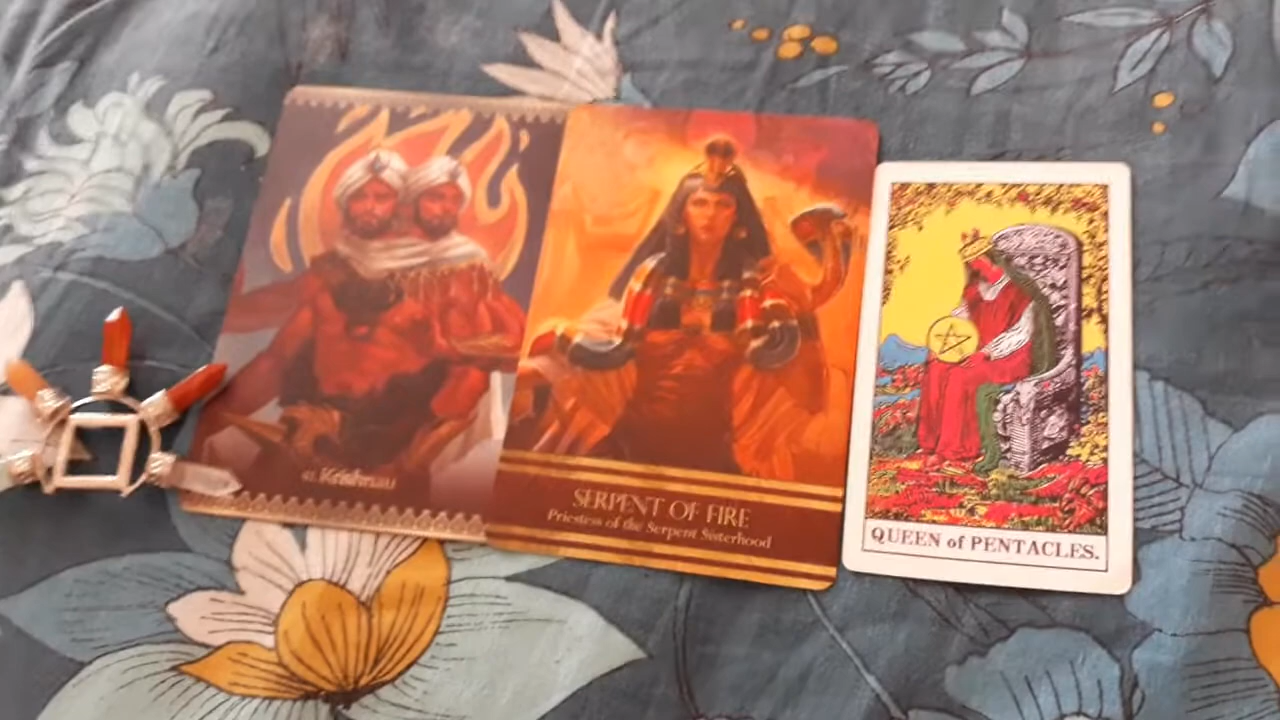 SERPENT OF FIRE
Priestess of the Serpent Sisterhood
QUEEN of PENTACLES.